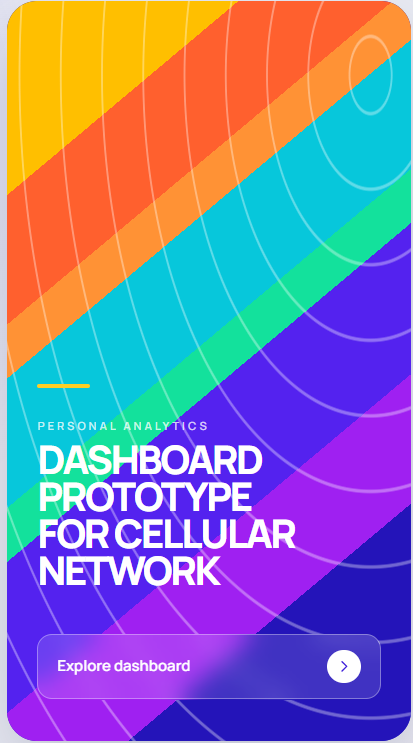 PERSONAL ANALYTICS
DASHBOARD
PROTOTYPE
FOR CELLULAR
NETWORK
Explore dashboard